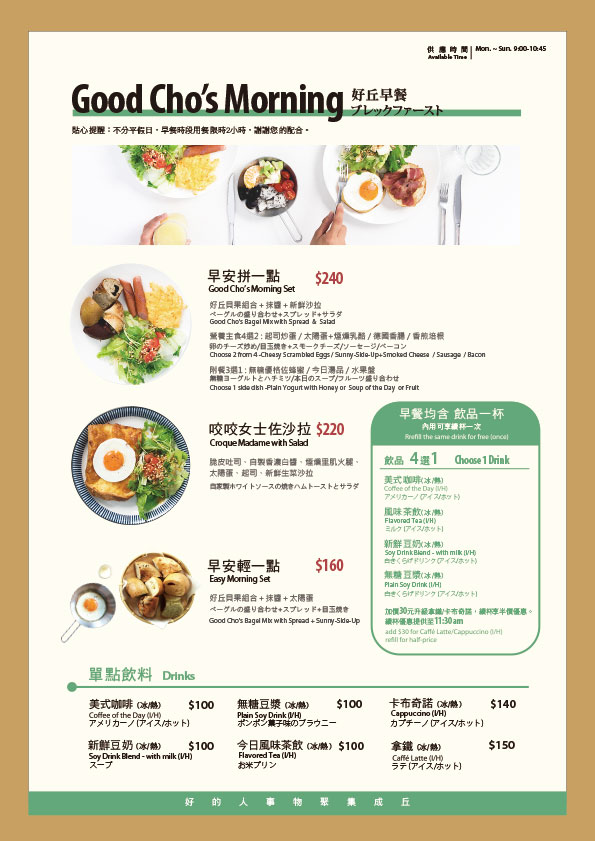 供應時間
Available Time
Mon. ~ Sun. 9:00-10:45
Good Cho's Morning
好丘早餐
ブレックファースト
貼心提醒：不分平假日，早餐時段用餐限時2小時，謝謝您的配合。
早安拼一點 $240
Good Cho's Morning Set
好丘貝果組合＋抹醬＋新鮮沙拉
ベーグルの盛り合わせ+スプレッド+サラダ
Good Cho's Bagel Mix with Spread & Salad
營養主食4選2 : 起司炒蛋 / 太陽蛋+煙燻乳酪 / 德國香腸 / 香煎培根
卵のチーズ炒め/目玉焼き+スモークチーズ/ソーセージ/ベーコン
Choose 2 from 4 -Cheesy Scrambled Eggs / Sunny-Side-Up+Smoked Cheese / Sausage / Bacon
附餐3選1 : 無糖優格佐蜂蜜 / 今日湯品 / 水果盤
無糖ヨーグルトとハチミツ/本日のスープ/フルーツ盛り合わせ
Choose 1 side dish -Plain Yogurt with Honey or Soup of the Day or Fruit
咬咬女士佐沙拉 $220
Croque Madame with Salad
脆皮吐司、自製香濃白醬、煙燻里肌火腿、
太陽蛋、起司、新鮮生菜沙拉
自家製ホワイトソースの焼きハムトーストとサラダ
早安輕一點 $160
Easy Morning Set
好丘貝果組合＋抹醬＋太陽蛋
ベーグルの盛り合わせ+スプレッド+目玉焼き
Good Cho's Bagel Mix with Spread + Sunny-Skle-Up
早餐均含 飲品一杯
內用可享續杯一次
Rrefill the same drink for free (once)
飲品 4選1 Choose 1 Drink
美式咖啡(冰/熱)
Coffee of the Day (I/H)
アメリカーノ (アイス/ホット)
風味茶飲(冰/熱)
Flavored Tea (I/H)
ミルク (アイス/ホット)
新鮮豆奶(冰/熱)
Soy Drink Blend - with milk (I/H)
白きくらげドリンク (アイス/ホット)
無糖豆漿(冰/熱)
Plain Soy Drink (I/H)
白きくらげドリンク (アイス/ホット)
加價30元升級拿鐵/卡布奇諾，續杯享半價優惠。
續杯優惠提供至11:30 am
add $30 for Caffé Latte/Cappuccino (I/H)
refill for half-price
單點飲料 Drinks
美式咖啡 (冰/熱) $100
Coffee of the Day (I/H)
アメリカーノ (アイス/ホット)
無糖豆漿 (冰/熱) $100
Plain Soy Drink (I/H)
ポンポン菓子味のブラウニー
卡布奇諾 (冰/熱) $140
Cappuccino (I/H)
カプチーノ (アイス/ホット)
新鮮豆奶 (冰/熱) $100
Soy Drink Blend - with milk (I/H)
スープ
今日風味茶飲 (冰/熱) $100
Flavored Tea (I/H)
お米プリン
拿鐵 (冰/熱) $150
Caffé Latte (I/H)
ラテ (アイス/ホット)
好的人事物聚集成丘